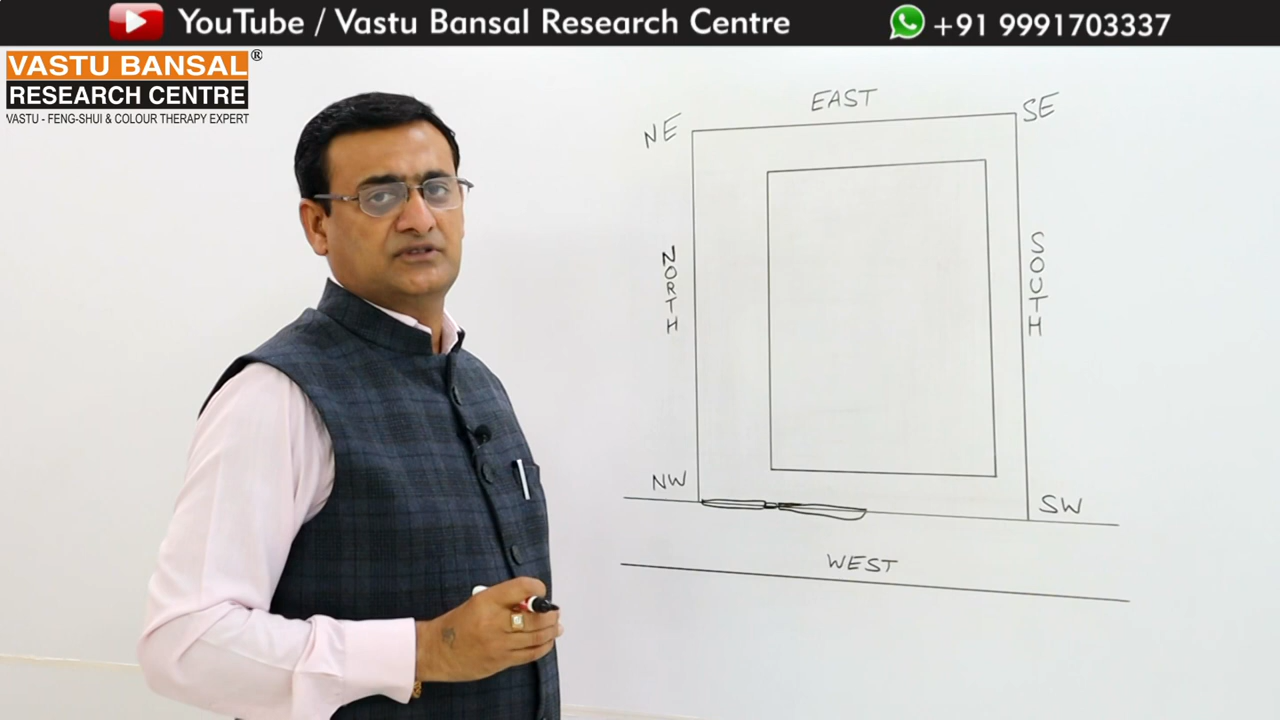 YouTube / Vastu Bansal Research Centre
+91 9991703337
VASTU BANSAL ®
RESEARCH CENTRE
VASTU - FENG-SHUI & COLOUR THERAPY EXPERT
EAST
NE
SE
NORTH
SOUTH
NW
SW
WEST